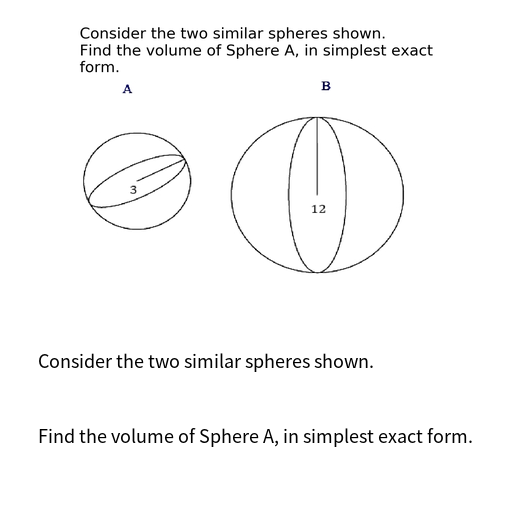 Consider the two similar spheres shown.
Find the volume of Sphere A, in simplest exact
form.
A
B
3
12
Consider the two similar spheres shown.
Find the volume of Sphere A, in simplest exact form.